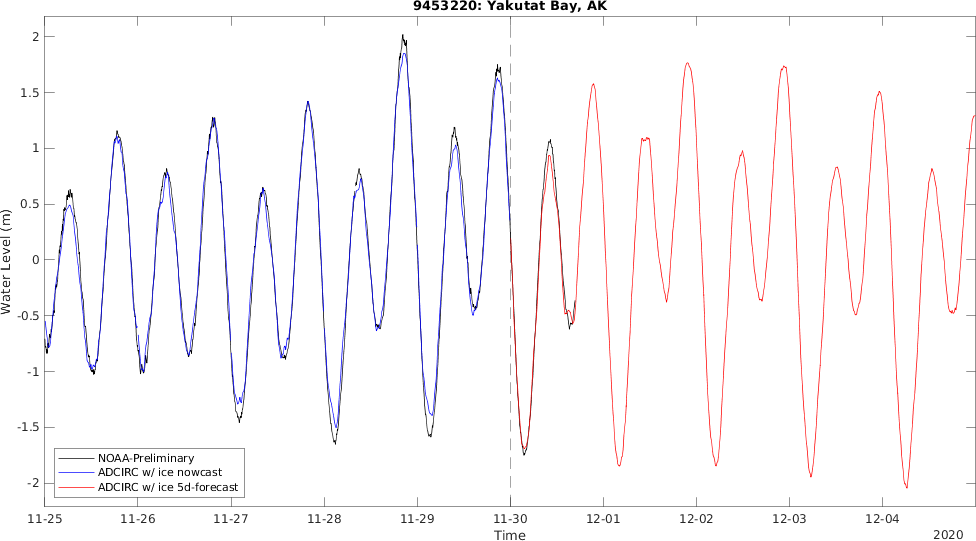 9453220: Yakutat Bay, AK
Water Level (m)
2
1.5
1
0.5
0
-0.5
-1
-1.5
-2
NOAA-Preliminary
ADCIRC w/ ice nowcast
ADCIRC w/ ice 5d-forecast
11-25 11-26 11-27 11-28 11-29 11-30 12-01 12-02 12-03 12-04
Time
2020